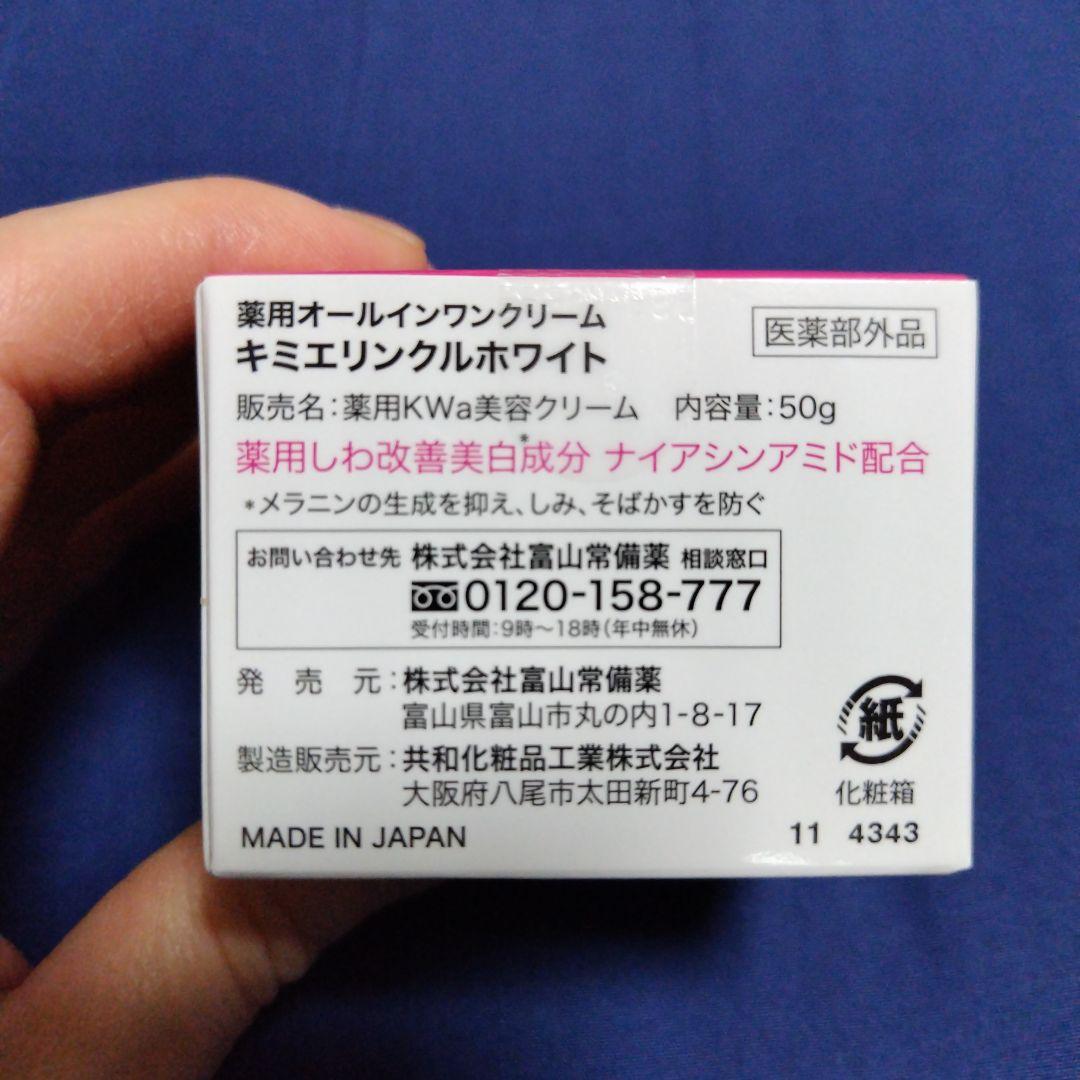 薬用オールインワンクリーム
キミエリンクルホワイト
医薬部外品
販売名:薬用KWa美容クリーム 内容量:50g
薬用しわ改善美白*成分 ナイアシンアミド配合
*メラニンの生成を抑え、しみ、そばかすを防ぐ
お問い合わせ先 株式会社富山常備薬 相談窓口
0120-158-777
受付時間:9時～18時(年中無休)
発売元:株式会社富山常備薬
富山県富山市丸の内1-8-17
製造販売元:共和化粧品工業株式会社
大阪府八尾市太田新町4-76
紙
化粧箱
MADE IN JAPAN
11 4343